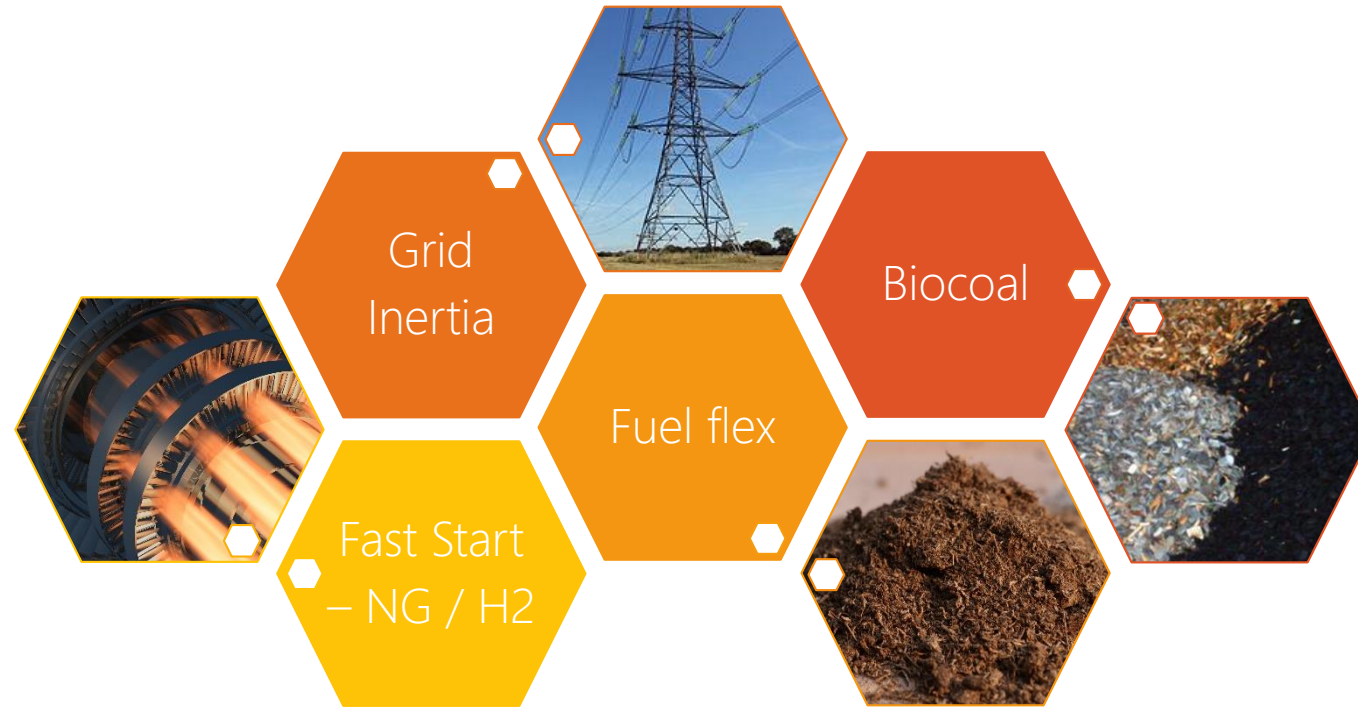 Grid
Inertia
Biocoal
Fuel flex
Fast Start
– NG / H2